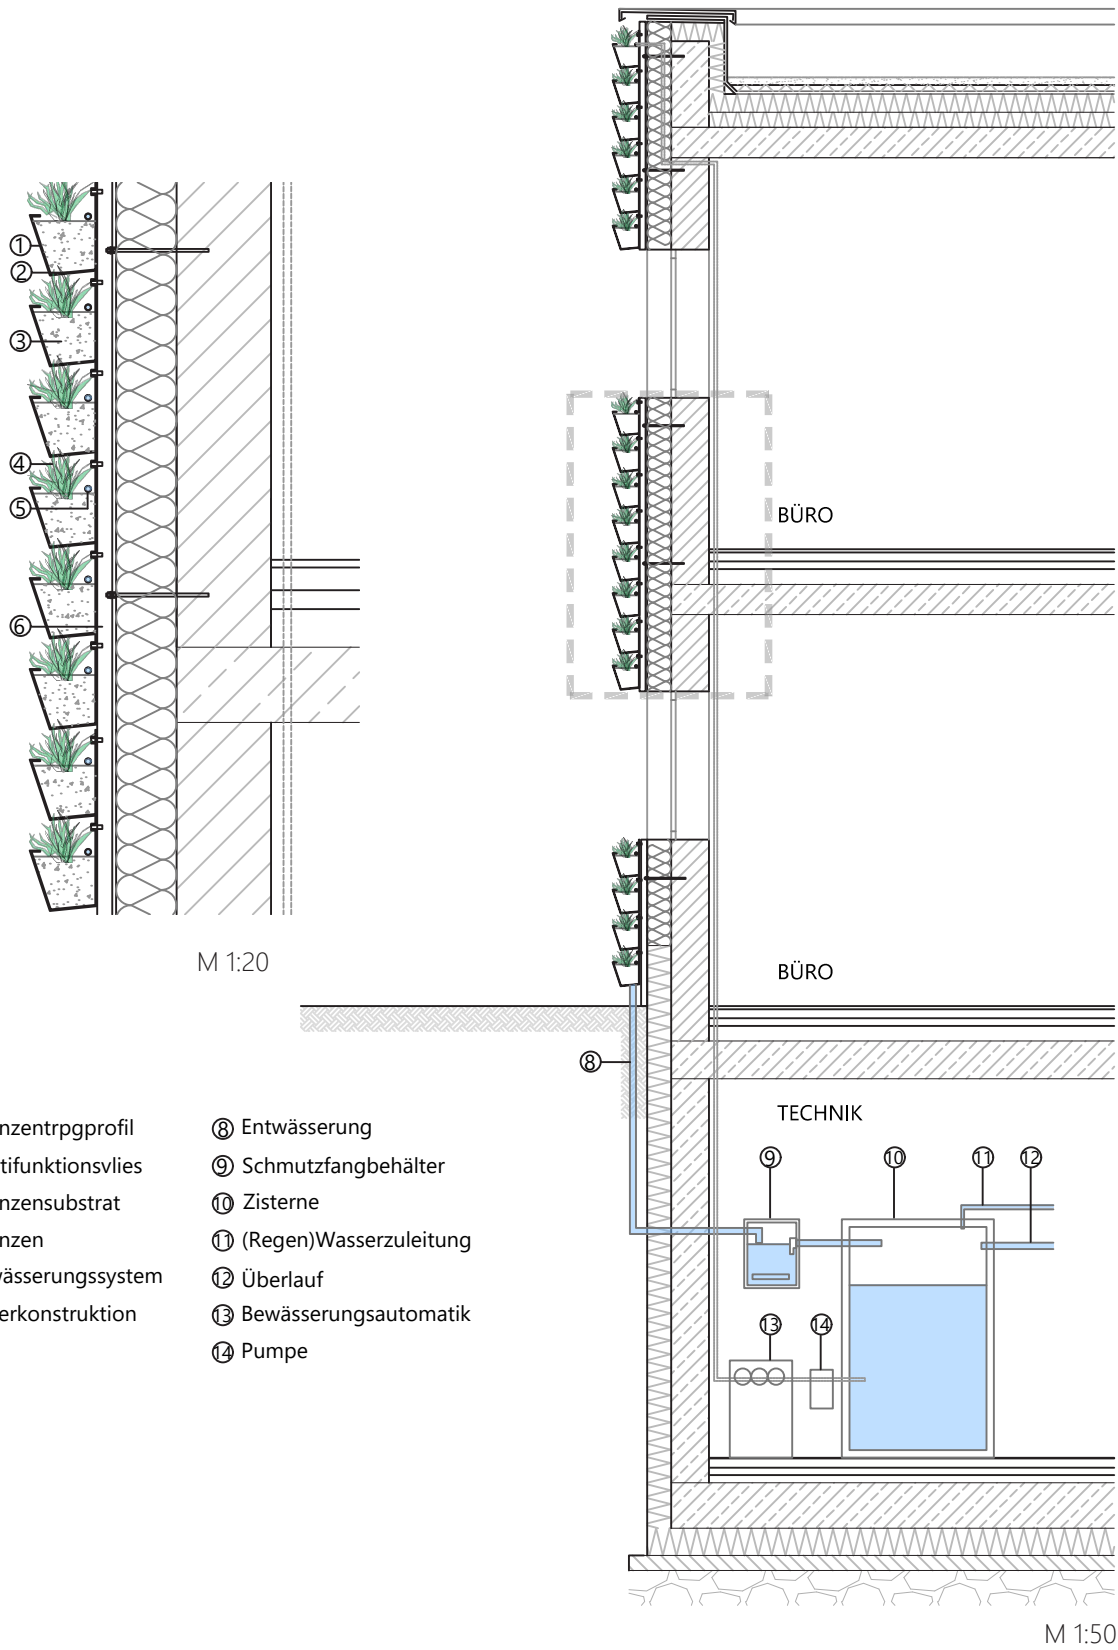 ①
②
③
④
⑤
⑥
M 1:20
BÜRO
BÜRO
⑧
TECHNIK
⑨
⑩
⑪
⑫
⑬
⑭
nzentrpgprofil
tifunktionsvlies
nzensubstrat
nzen
wässerungssystem
erkonstruktion
⑧ Entwässerung
⑨ Schmutzfangbehälter
⑩ Zisterne
⑪ (Regen)Wasserzuleitung
⑫ Überlauf
⑬ Bewässerungsautomatik
⑭ Pumpe
M 1:50